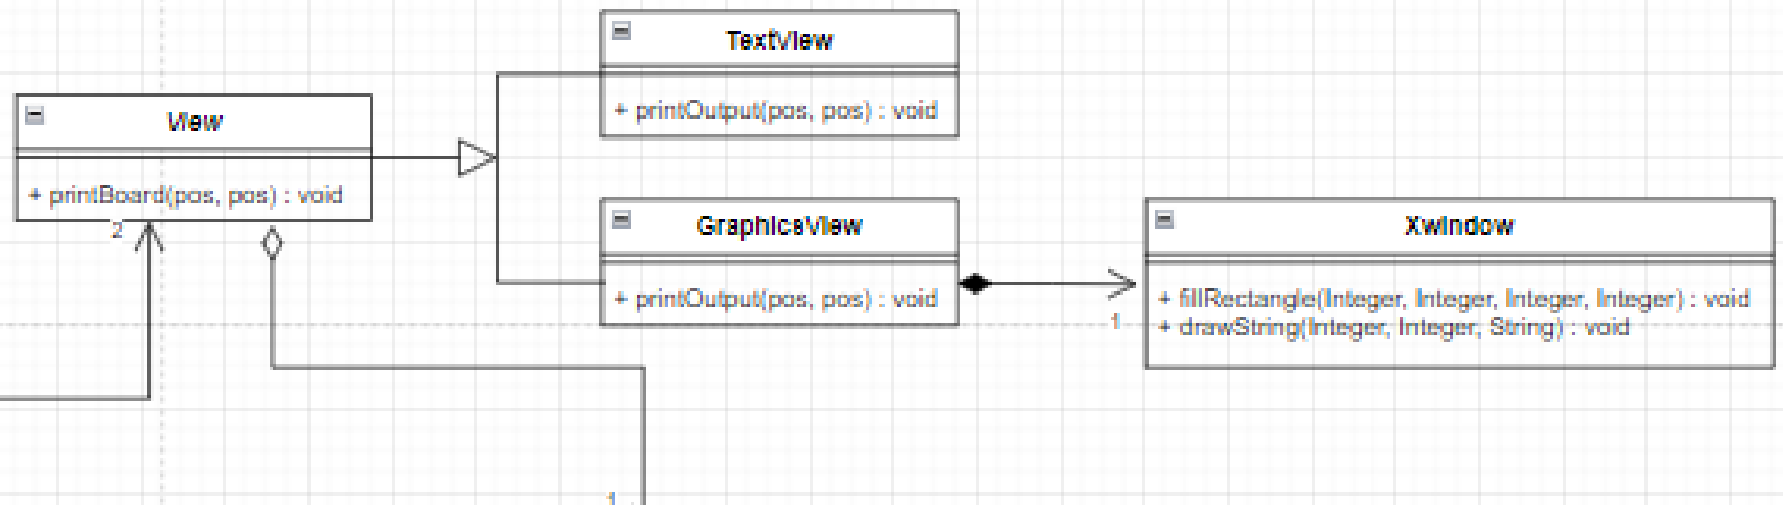 TextView
+ printOutput(pos, pos) : void
View
+ printBoard(pos, pos) : void
2
GraphicsView
+ printOutput(pos, pos) : void
1
Xwindow
+ fillRectangle(Integer, Integer, Integer, Integer) : void
+ drawString(Integer, Integer, String) : void
1